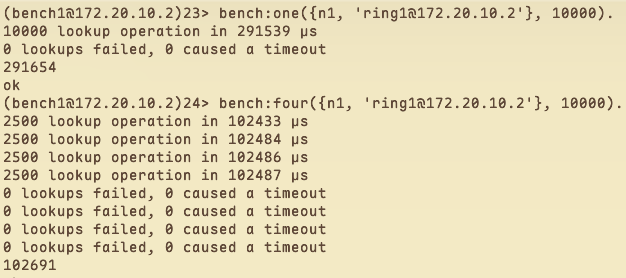 (bench1@172.20.10.2)23> bench:one({n1, 'ring1@172.20.10.2'}, 10000).
10000 lookup operation in 291539 μs
0 lookups failed, 0 caused a timeout
291654
ok
(bench1@172.20.10.2)24> bench:four({n1, 'ring1@172.20.10.2'}, 10000).
2500 lookup operation in 102433 μs
2500 lookup operation in 102484 μs
2500 lookup operation in 102486 μs
2500 lookup operation in 102487 μs
0 lookups failed, 0 caused a timeout
0 lookups failed, 0 caused a timeout
0 lookups failed, 0 caused a timeout
0 lookups failed, 0 caused a timeout
102691